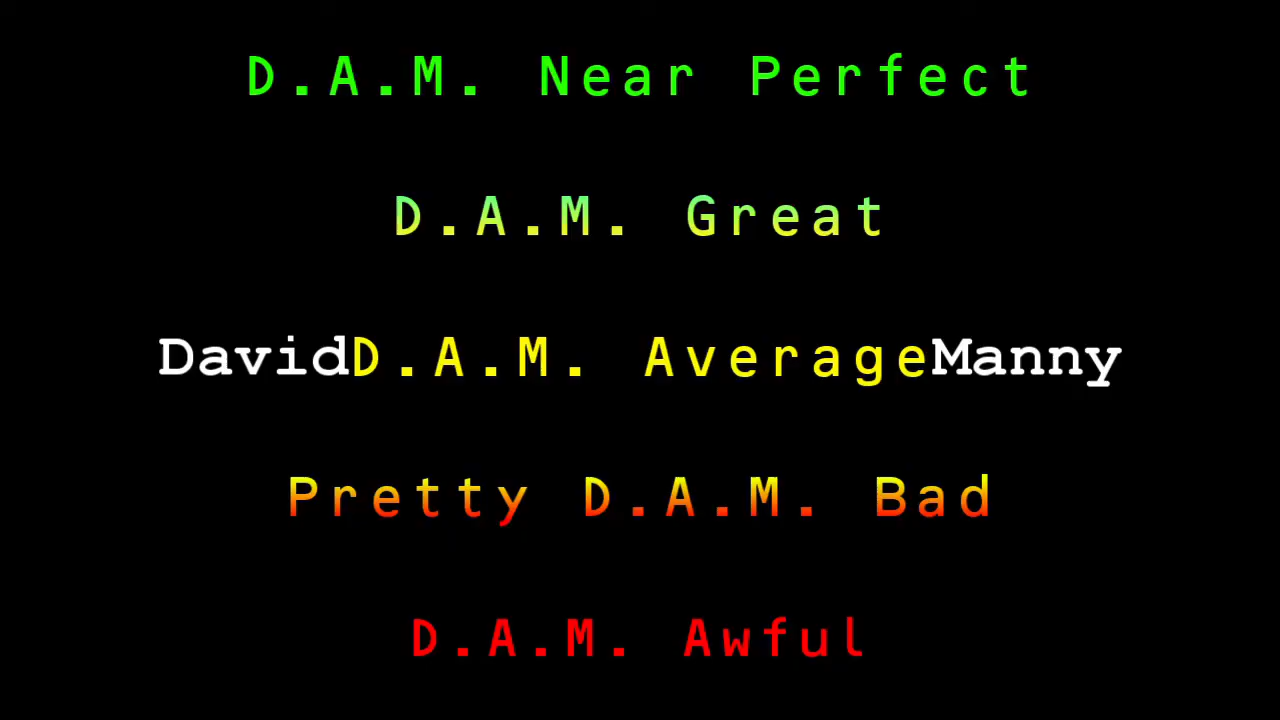 D.A.M. Near Perfect
D.A.M. Great
DavidD.A.M. AverageManny
Pretty D.A.M. Bad
D.A.M. Awful